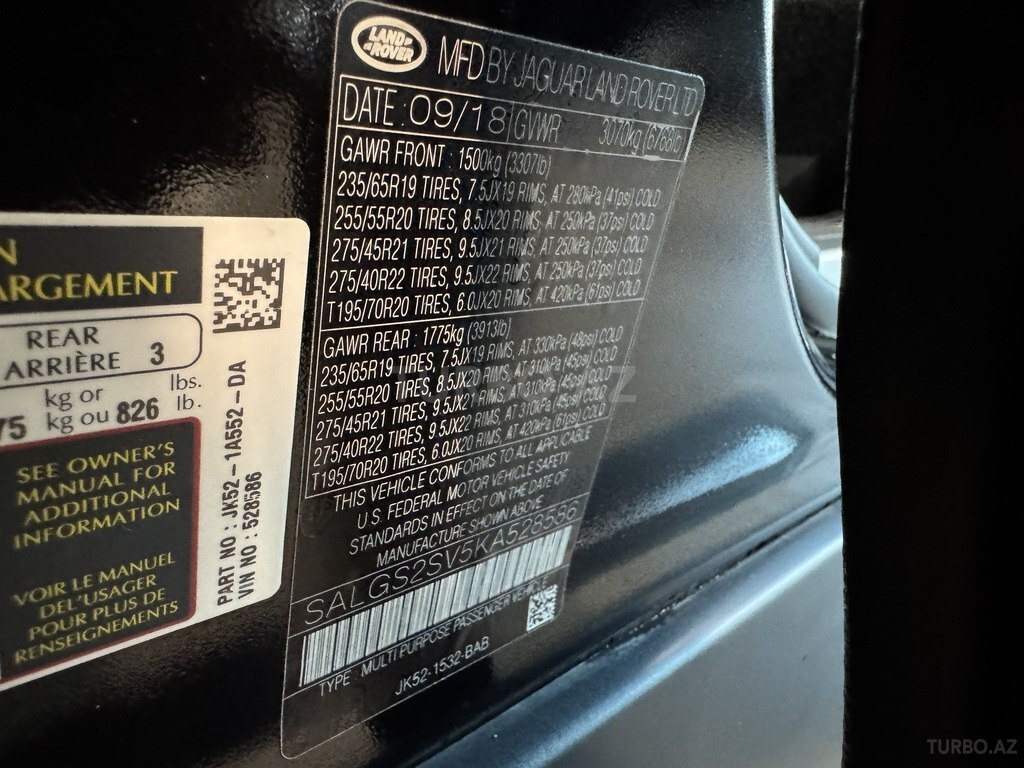 LAND ROVER
MFD BY JAGUAR LAND ROVER LTD
DATE : 09/18 GVWR 3070kg (6768lb)
GAWR FRONT : 1500kg (3307lb)
235/65R19 TIRES, 7.5JX19 RIMS, AT 280kPa (41psi) COLD
255/55R20 TIRES, 8.5JX20 RIMS, AT 250kPa (37psi) COLD
275/45R21 TIRES, 9.5JX21 RIMS, AT 250kPa (37psi) COLD
275/40R22 TIRES, 9.5JX22 RIMS, AT 250kPa (37psi) COLD
T195/70R20 TIRES, 6.0JX20 RIMS, AT 420kPa (61psi) COLD
GAWR REAR : 1775kg (3913lb)
235/65R19 TIRES, 7.5JX19 RIMS, AT 330kPa (48psi) COLD
255/55R20 TIRES, 8.5JX20 RIMS, AT 310kPa (45psi) COLD
275/45R21 TIRES, 9.5JX21 RIMS, AT 310kPa (45psi) COLD
275/40R22 TIRES, 9.5JX22 RIMS, AT 310kPa (45psi) COLD
T195/70R20 TIRES, 6.0JX20 RIMS, AT 420kPa (61psi) COLD
THIS VEHICLE CONFORMS TO ALL APPLICABLE
U.S. FEDERAL MOTOR VEHICLE SAFETY
STANDARDS IN EFFECT ON THE DATE OF
MANUFACTURE SHOWN ABOVE
SALGS2SV5KA528586
TYPE : MULTI PURPOSE PASSENGER VEHICLE
JK52-1532-BAB
N
ARGEMENT
REAR
ARRIÈRE 3
kg or lbs.
75 kg ou 826 lb.
SEE OWNER'S
MANUAL FOR
ADDITIONAL
INFORMATION
VOIR LE MANUEL
DEL'USAGER
POUR PLUS DE
RENSEIGNEMENTS
PART NO : JK52-1A552-DA
VIN NO : 528586
TURBO.AZ
TURBO.AZ